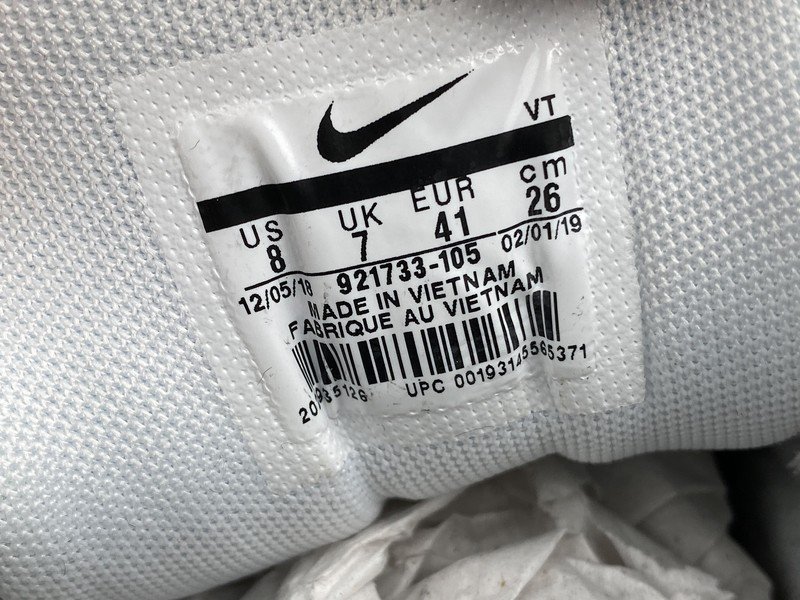 VT
US UK EUR cm
8 7 41 26
12/05/18 921733-105 02/01/19
MADE IN VIETNAM
FABRIQUE AU VIETNAM
UPC